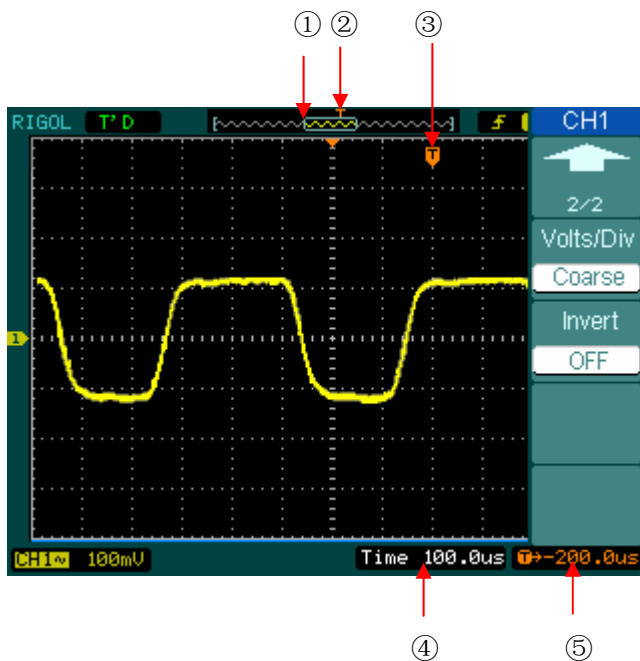 ① ② ③
T
RIGOL T'D CH1
T
2/2
Volts/Div
Coarse
1
Invert
OFF
CH1~ 100mV Time 100.0us T→-200.0us
④ ⑤